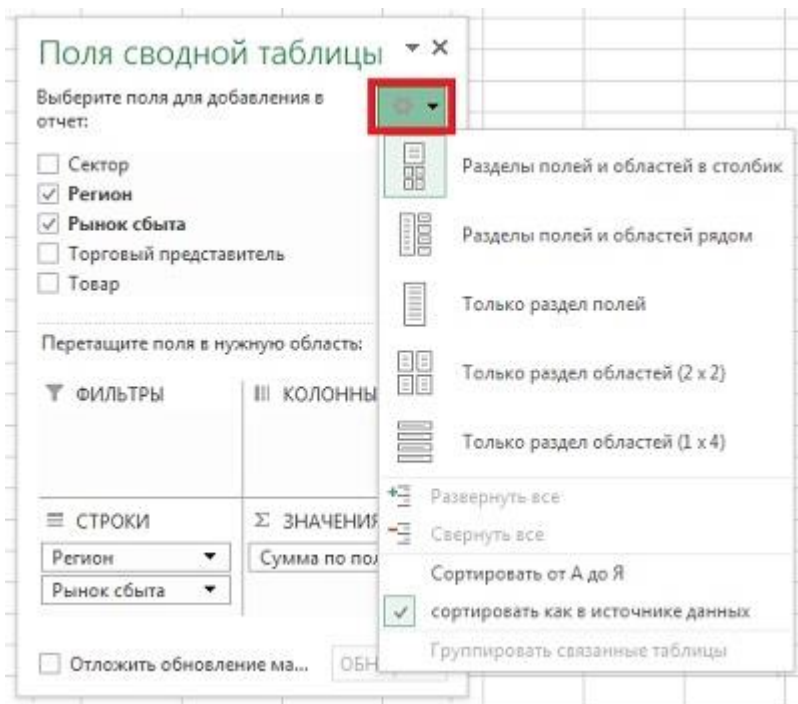 Поля сводной таблицы
Выберите поля для добавления в
отчет:
Сектор
Регион
Рынок сбыта
Торговый представитель
Товар
Перетащите поля в нужную область:
ФИЛЬТРЫ
КОЛОННЫ
СТРОКИ
Σ ЗНАЧЕНИЯ
Регион
Рынок сбыта
Сумма по пол
Отложить обновление ма...
ОБН
Разделы полей и областей в столбик
Разделы полей и областей рядом
Только раздел полей
Только раздел областей (2 x 2)
Только раздел областей (1 x 4)
Развернуть все
Свернуть все
Сортировать от А до Я
сортировать как в источнике данных
Группировать связанные таблицы